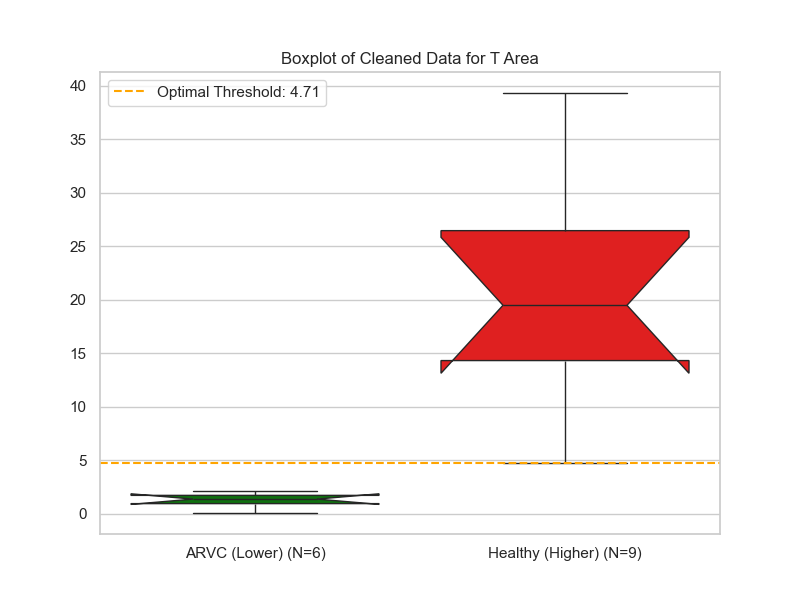 Boxplot of Cleaned Data for T Area
Optimal Threshold: 4.71
40
35
30
25
20
15
10
5
0
ARVC (Lower) (N=6)
Healthy (Higher) (N=9)